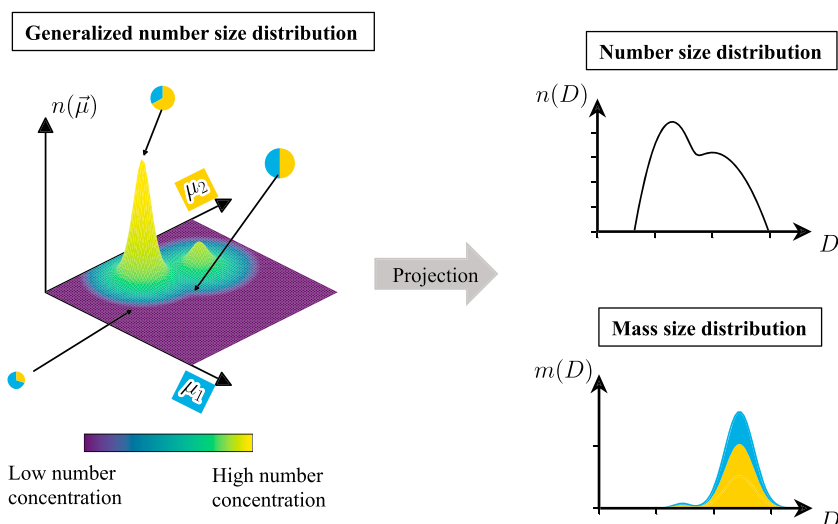 Generalized number size distribution
n(μ⃗)
μ2
μ1
Low number
concentration
High number
concentration
Projection
Number size distribution
n(D)
D
Mass size distribution
m(D)
D